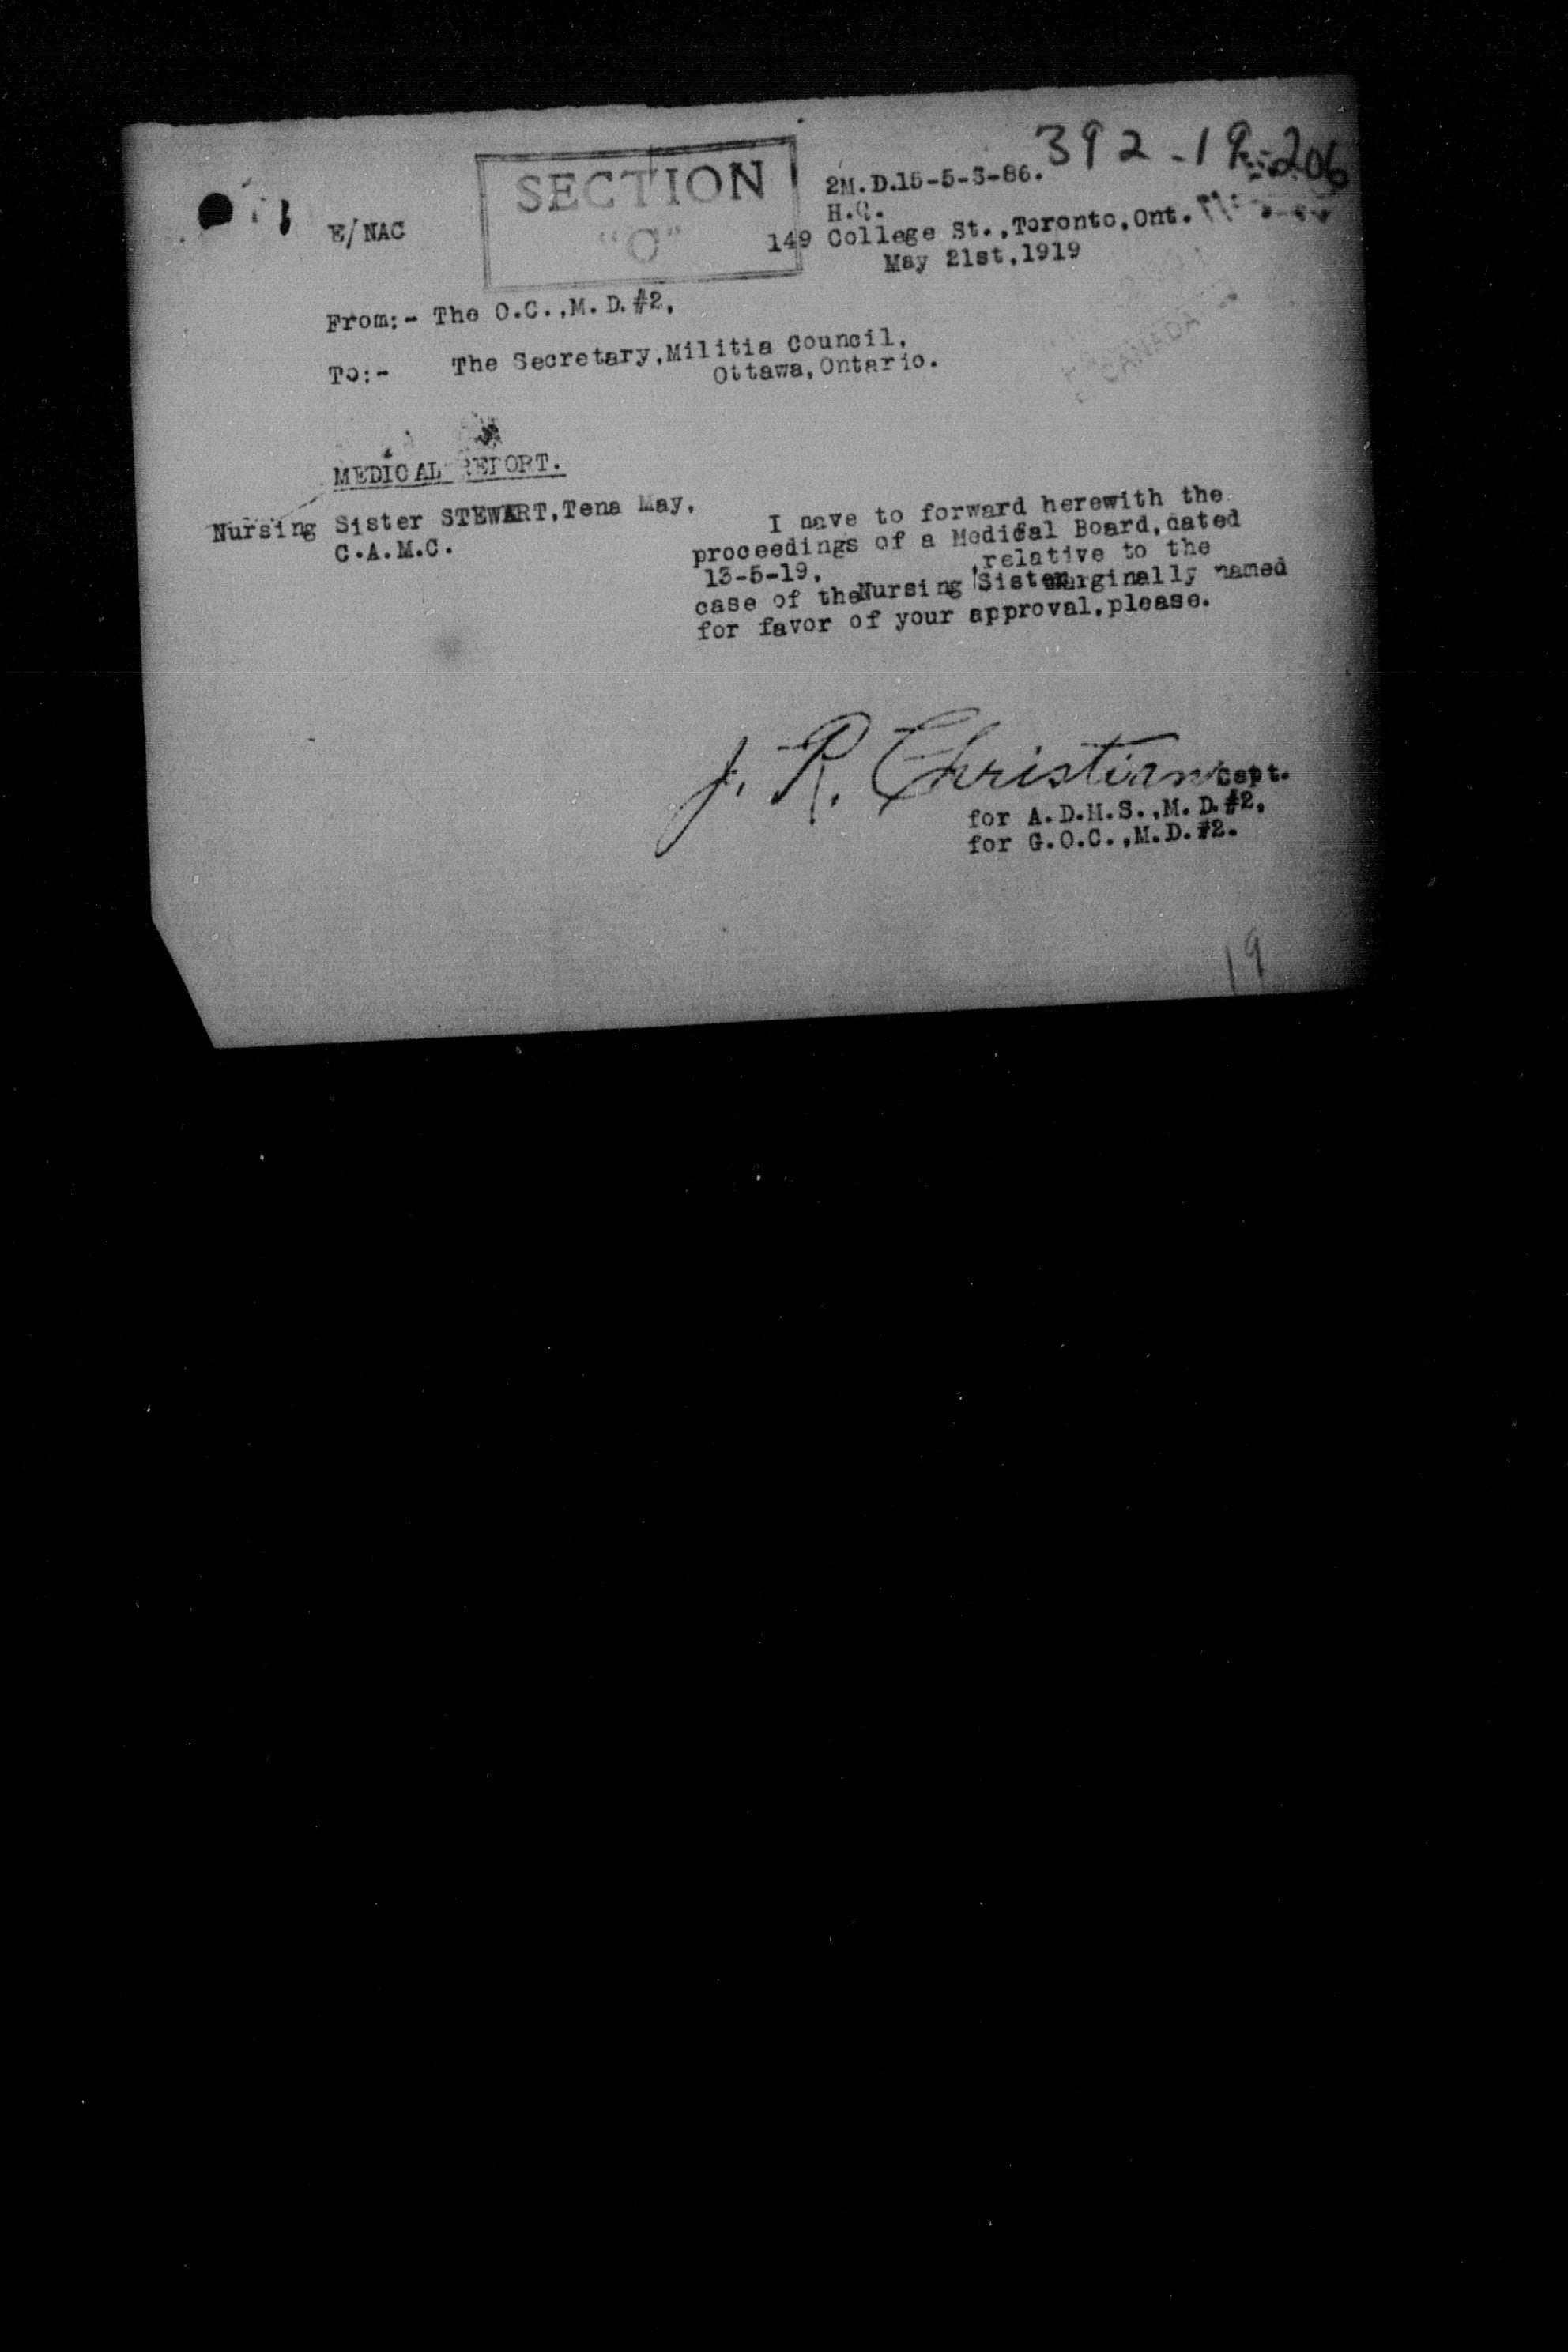 392-19-206
SECTION
"C"
2M.D.15-5-S-86.
H.Q.
E/NAC
149 College St.,Toronto,Ont.
May 21st,1919
CANADA
From:- The O.C.,M.D.#2,
To:- The Secretary,Militia Council,
Ottawa,Ontario.
MEDICAL REPORT.
Nursing Sister STEWART,Tena May,
C.A.M.C.
I have to forward herewith the
proceedings of a Medical Board,dated
13-5-19, ,relative to the
case of theNursing Sister marginally named
for favor of your approval,please.
J. R. Christian Capt.
for A.D.M.S.,M.D.#2,
for G.O.C.,M.D.#2.
19